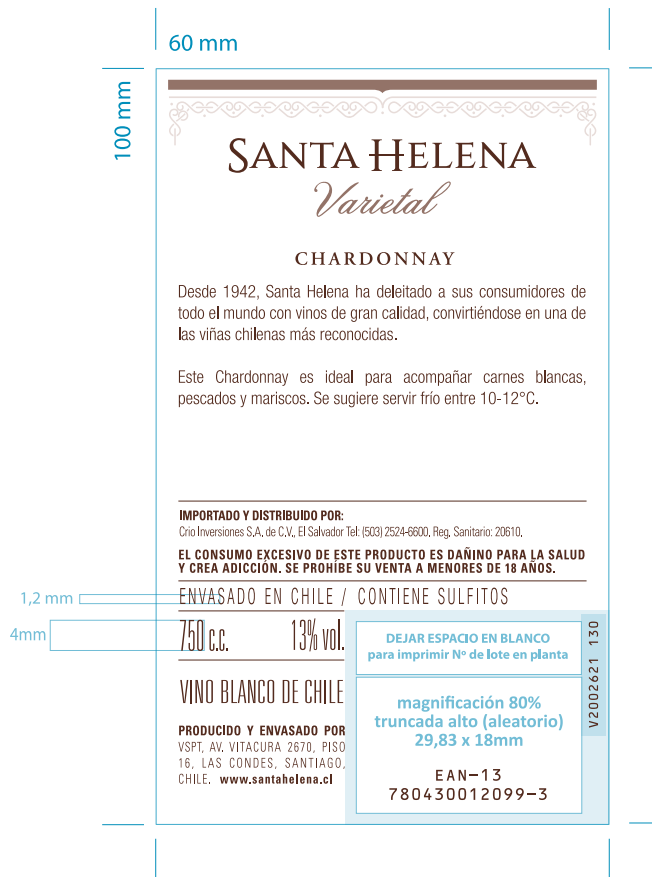 60 mm
100 mm
SANTA HELENA
Varietal
CHARDONNAY
Desde 1942, Santa Helena ha deleitado a sus consumidores de
todo el mundo con vinos de gran calidad, convirtiéndose en una de
las viñas chilenas más reconocidas.
Este Chardonnay es ideal para acompañar carnes blancas,
pescados y mariscos. Se sugiere servir frío entre 10-12°C.
IMPORTADO Y DISTRIBUIDO POR:
Crio Inversiones S.A. de C.V., El Salvador Tel: (503) 2524-6600. Reg. Sanitario: 20610.
EL CONSUMO EXCESIVO DE ESTE PRODUCTO ES DAÑINO PARA LA SALUD
Y CREA ADICCIÓN. SE PROHÍBE SU VENTA A MENORES DE 18 AÑOS.
1,2 mm
ENVASADO EN CHILE / CONTIENE SULFITOS
4mm
750 c.c. 13% vol.
VINO BLANCO DE CHILE
PRODUCIDO Y ENVASADO POR
VSPT, AV. VITACURA 2670, PISO
16, LAS CONDES, SANTIAGO,
CHILE. www.santahelena.cl
DEJAR ESPACIO EN BLANCO
para imprimir Nº de lote en planta
V2002621 130
magnificación 80%
truncada alto (aleatorio)
29,83 x 18mm
EAN-13
780430012099-3